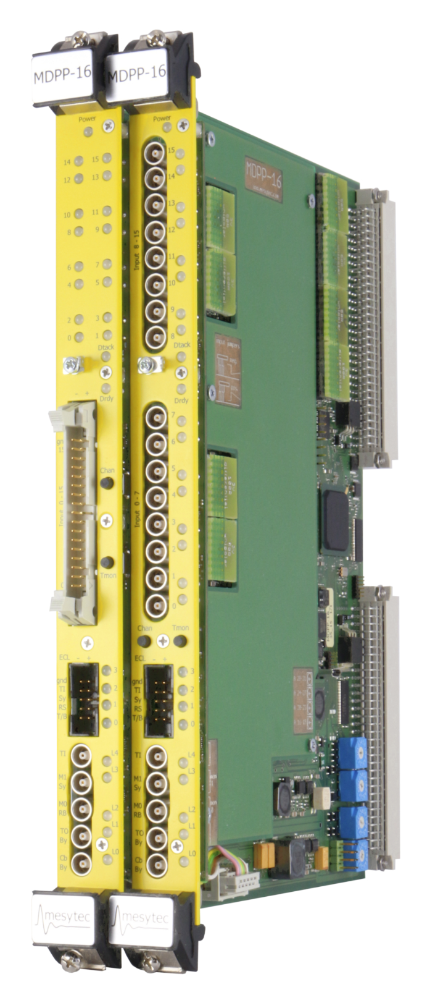 MDPP-16
Power
14 15
12 13
10 11
8 9
6 7
4 5
2 3
0 1
Dtack
Drdy
- +
gnd
Input 0-15
Chan
Tmon
ECL - +
gnd
TI
Sy
RS
T/B
3
2
1
0
TI
M1
Sy
M0
RB
TO
By
Cb
By
L4
L3
L2
L1
L0
mesytec
MDPP-16
Power
Input 8 - 15
15
14
13
12
11
10
9
8
Dtack
Drdy
Input 0 - 7
7
6
5
4
3
2
1
0
Chan Tmon
ECL - +
gnd
TI
Sy
RS
T/B
3
2
1
0
TI
M1
Sy
M0
RB
TO
By
Cb
By
L4
L3
L2
L1
L0
mesytec
MDPP-16